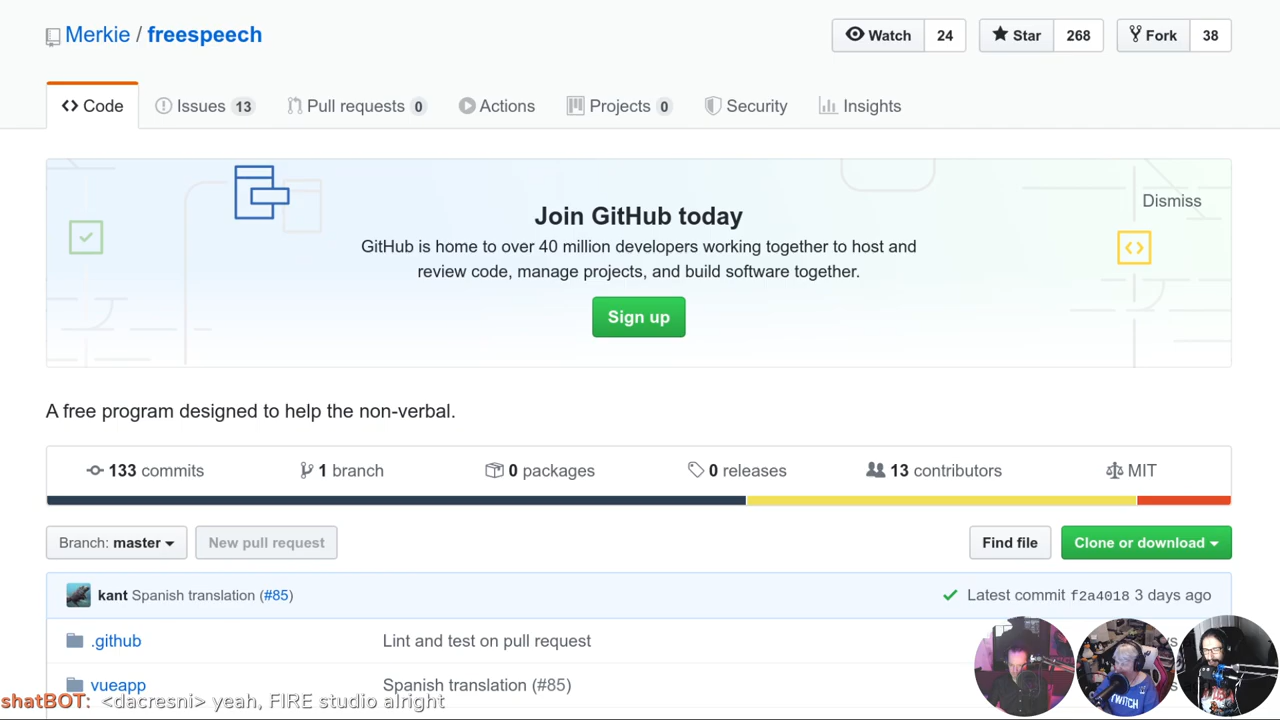 Merkie / freespeech
Watch 24 Star 268 Fork 38
Code Issues 13 Pull requests 0 Actions Projects 0 Security Insights
Dismiss
Join GitHub today
GitHub is home to over 40 million developers working together to host and
review code, manage projects, and build software together.
Sign up
A free program designed to help the non-verbal.
133 commits 1 branch 0 packages 0 releases 13 contributors MIT
Branch: master New pull request Find file Clone or download
kant Spanish translation (#85) Latest commit f2a4018 3 days ago
.github Lint and test on pull request
vueapp Spanish translation (#85)
shatBOT: <dacresni> yeah, FIRE studio alright
TWITCH